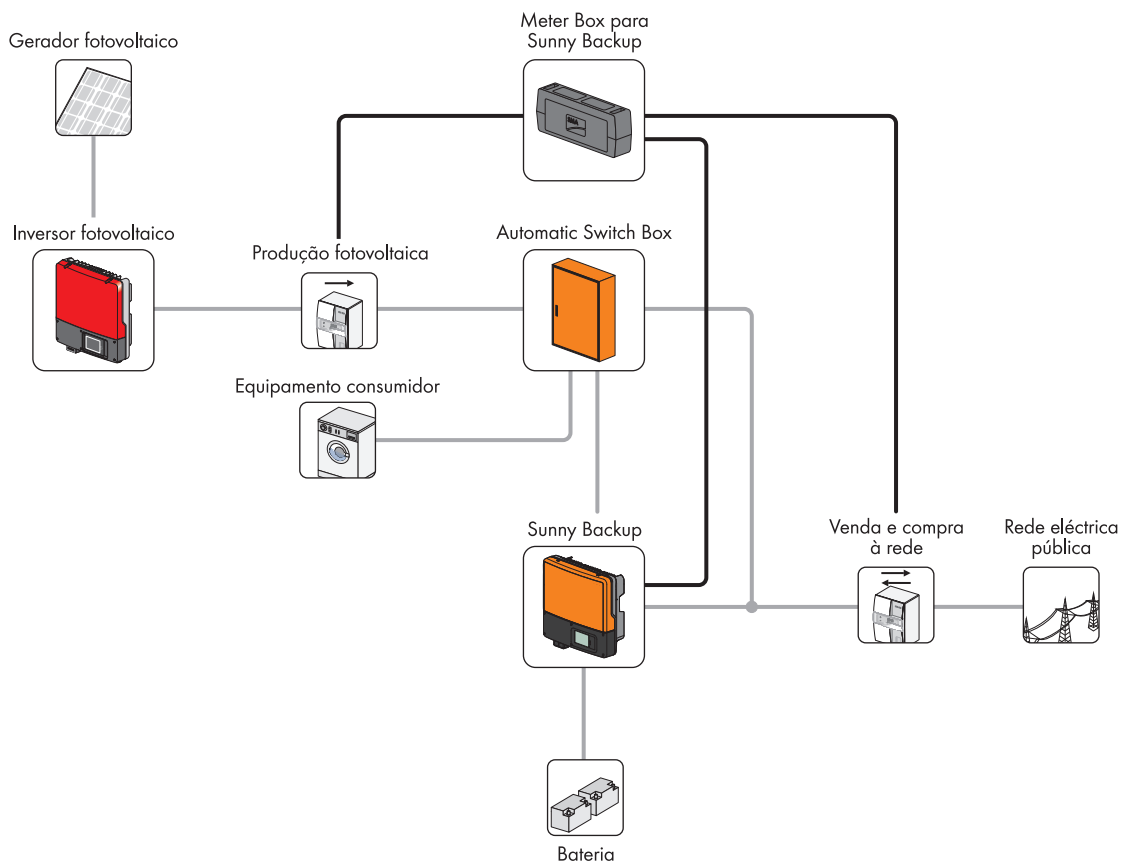 Meter Box para
Sunny Backup
Gerador fotovoltaico
Inversor fotovoltaico
Produção fotovoltaica
Automatic Switch Box
Equipamento consumidor
Sunny Backup
Venda e compra
à rede
Rede eléctrica
pública
Bateria